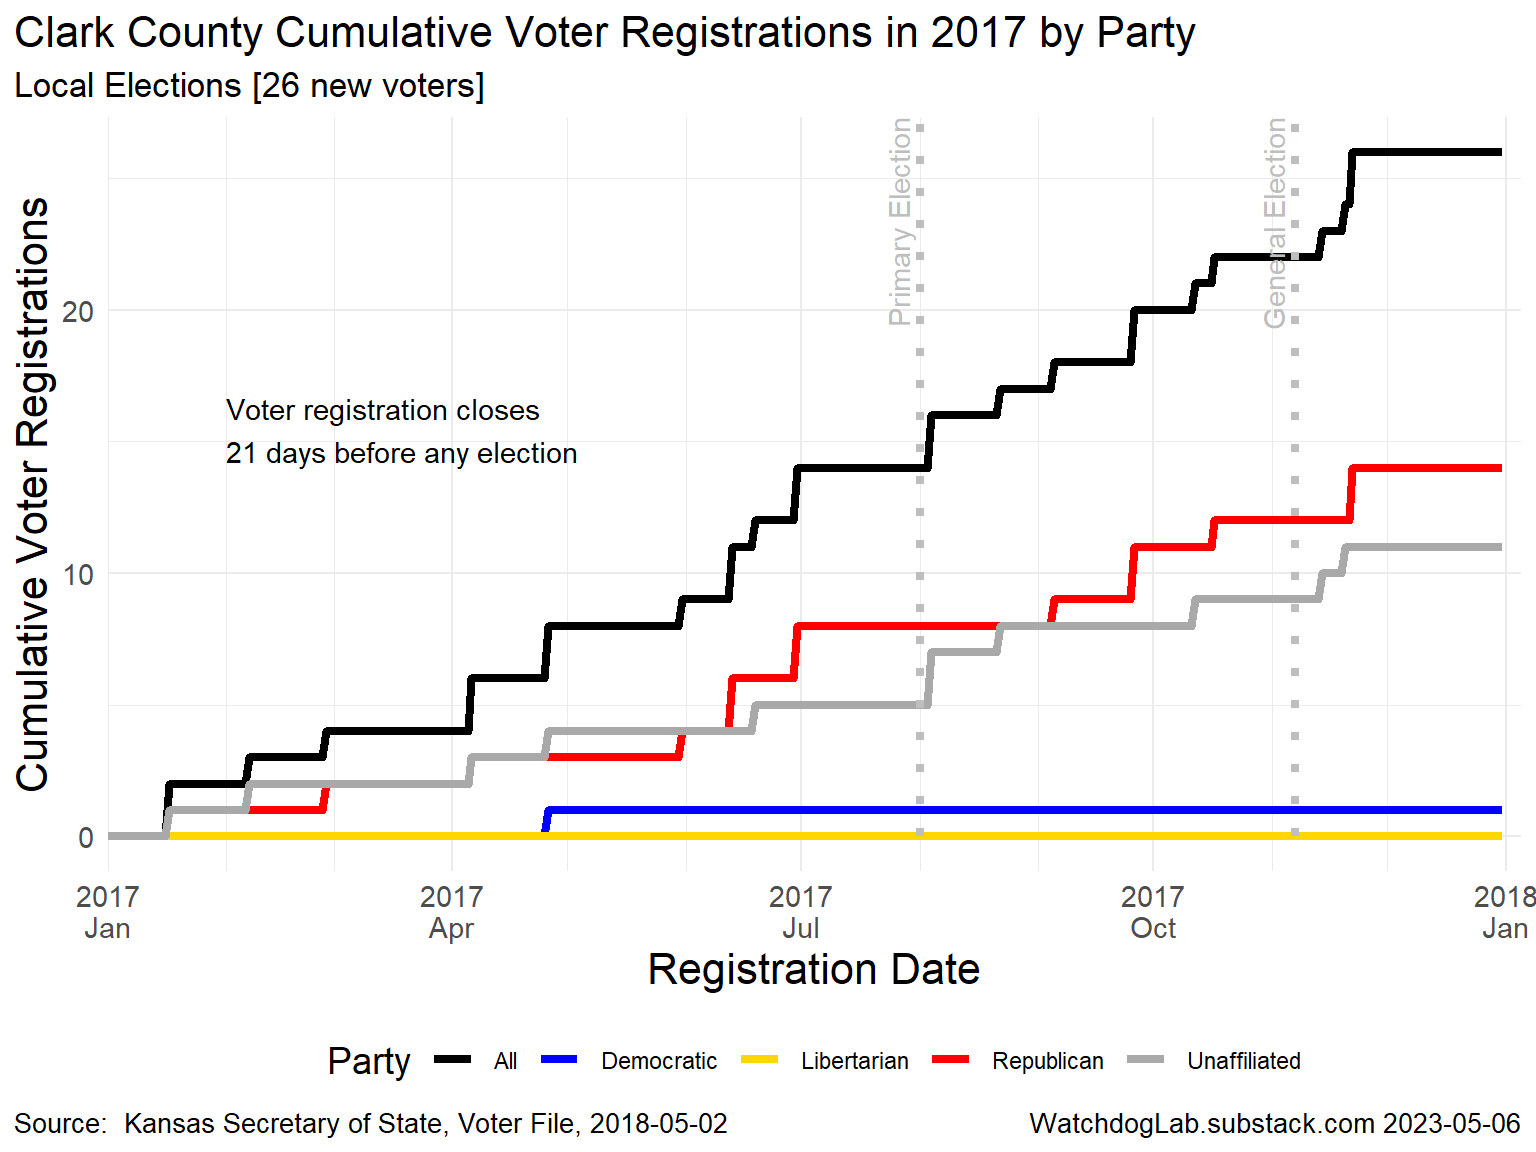 Clark County Cumulative Voter Registrations in 2017 by Party
Local Elections [26 new voters]
Cumulative Voter Registrations
20
10
0
Primary Election
General Election
Voter registration closes
21 days before any election
2017 2017 2017 2017 2018
Jan Apr Jul Oct Jan
Registration Date
Party All Democratic Libertarian Republican Unaffiliated
Source:  Kansas Secretary of State, Voter File, 2018-05-02
WatchdogLab.substack.com 2023-05-06